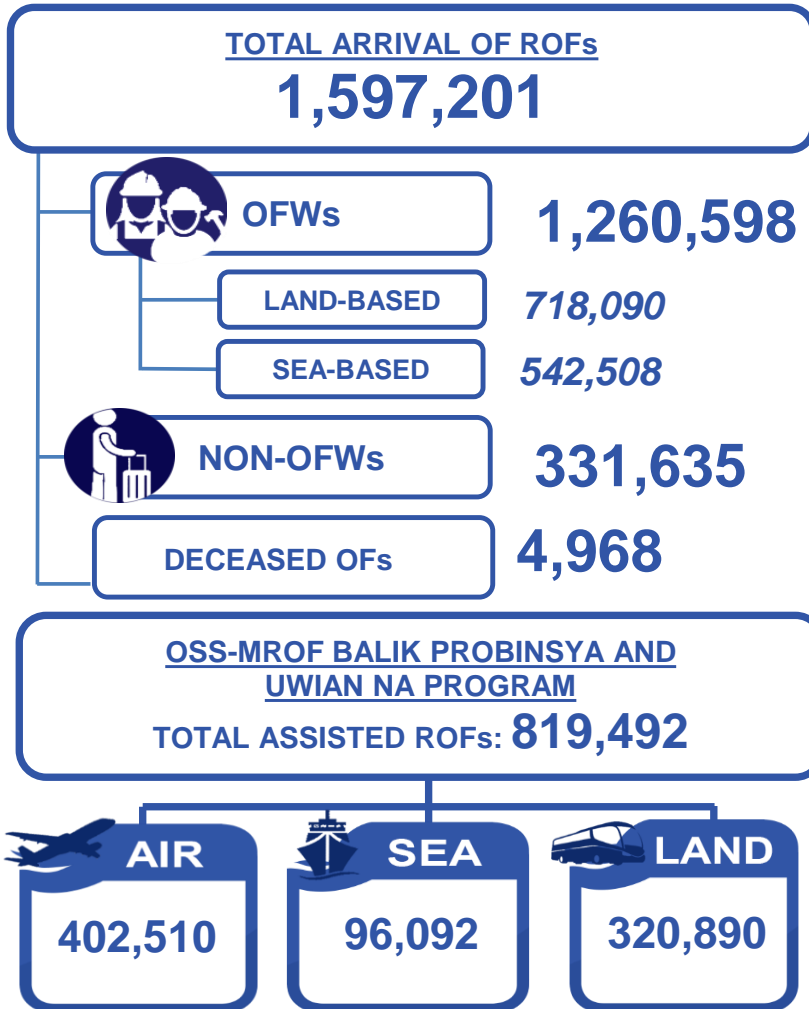 TOTAL ARRIVAL OF ROFs
1,597,201
OFWs
1,260,598
LAND-BASED
718,090
SEA-BASED
542,508
NON-OFWs
331,635
DECEASED OFs
4,968
OSS-MROF BALIK PROBINSYA AND
UWIAN NA PROGRAM
TOTAL ASSISTED ROFs: 819,492
AIR
402,510
SEA
96,092
LAND
320,890